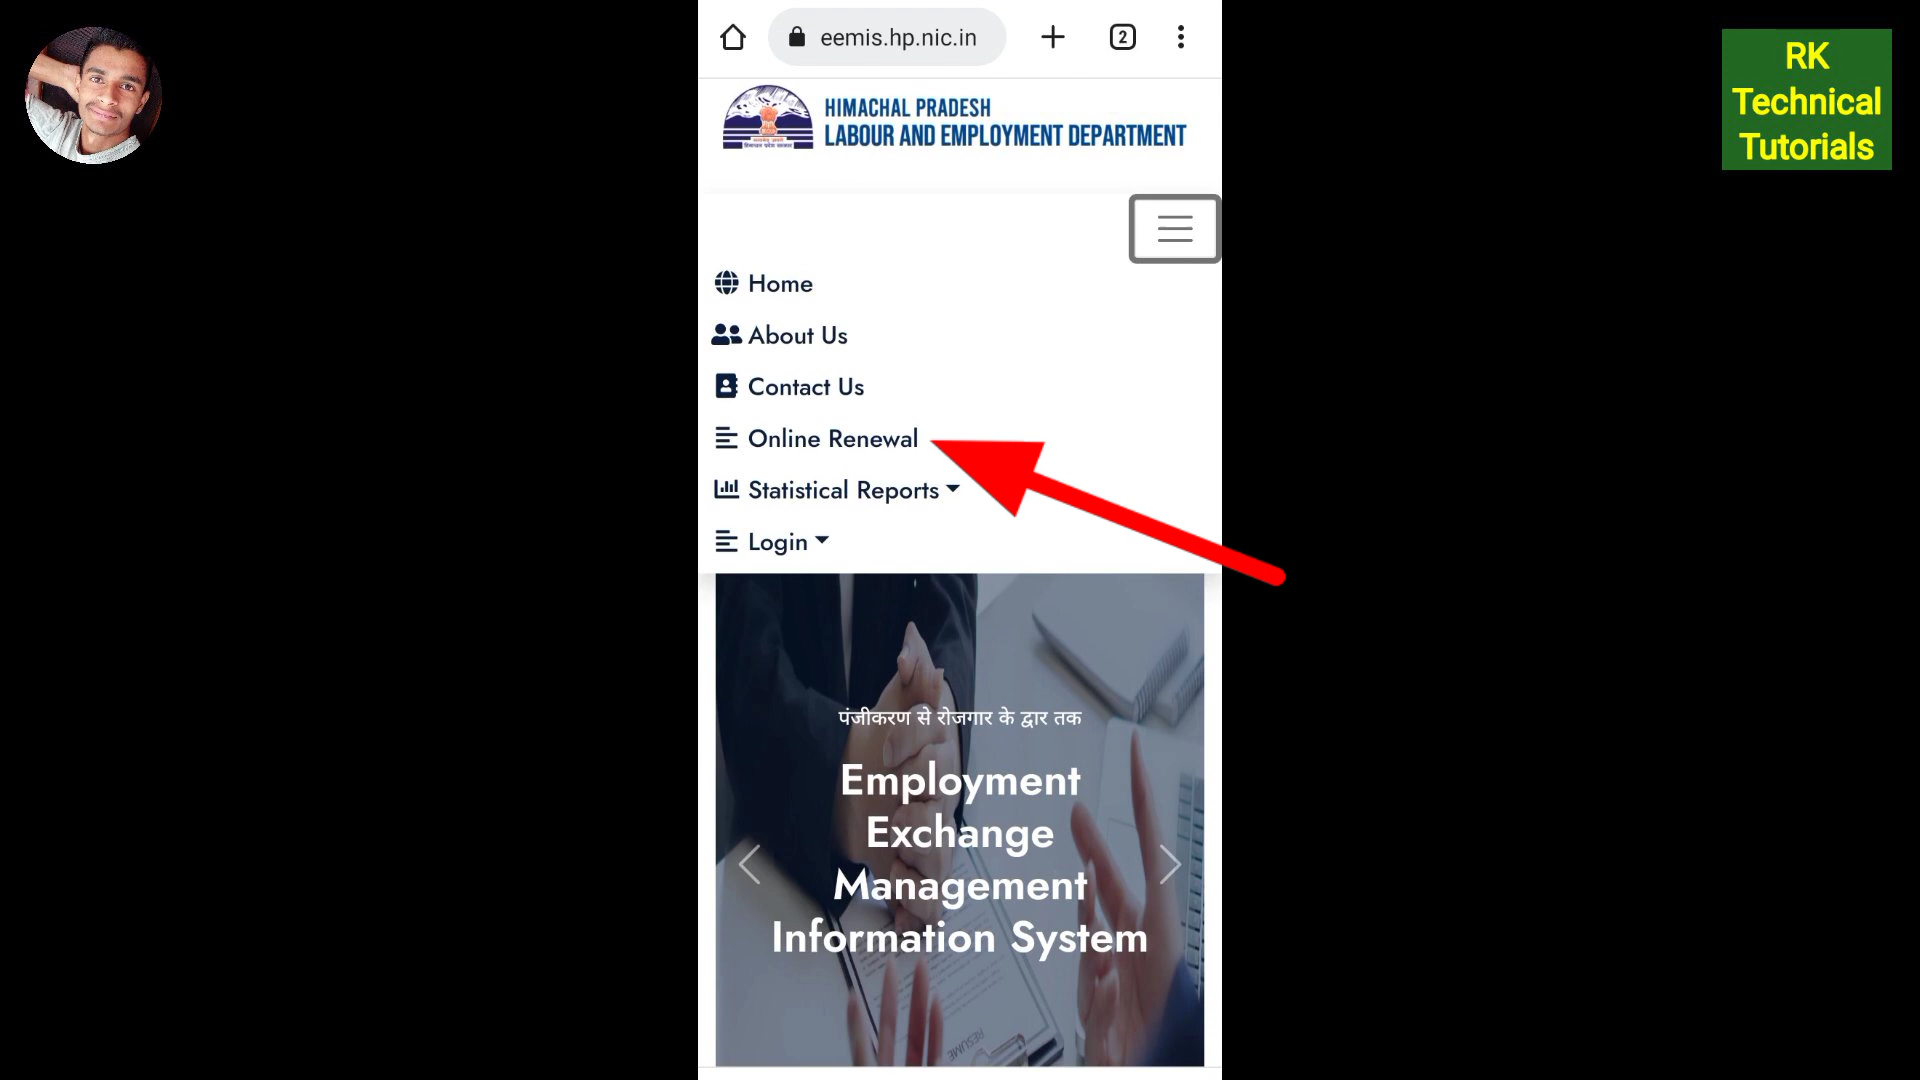 eemis.hp.nic.in
2
RK
Technical
Tutorials
HIMACHAL PRADESH
LABOUR AND EMPLOYMENT DEPARTMENT
Home
About Us
Contact Us
Online Renewal
Statistical Reports
Login
पंजीकरण से रोजगार के द्वार तक
Employment
Exchange
Management
Information System
RESUME